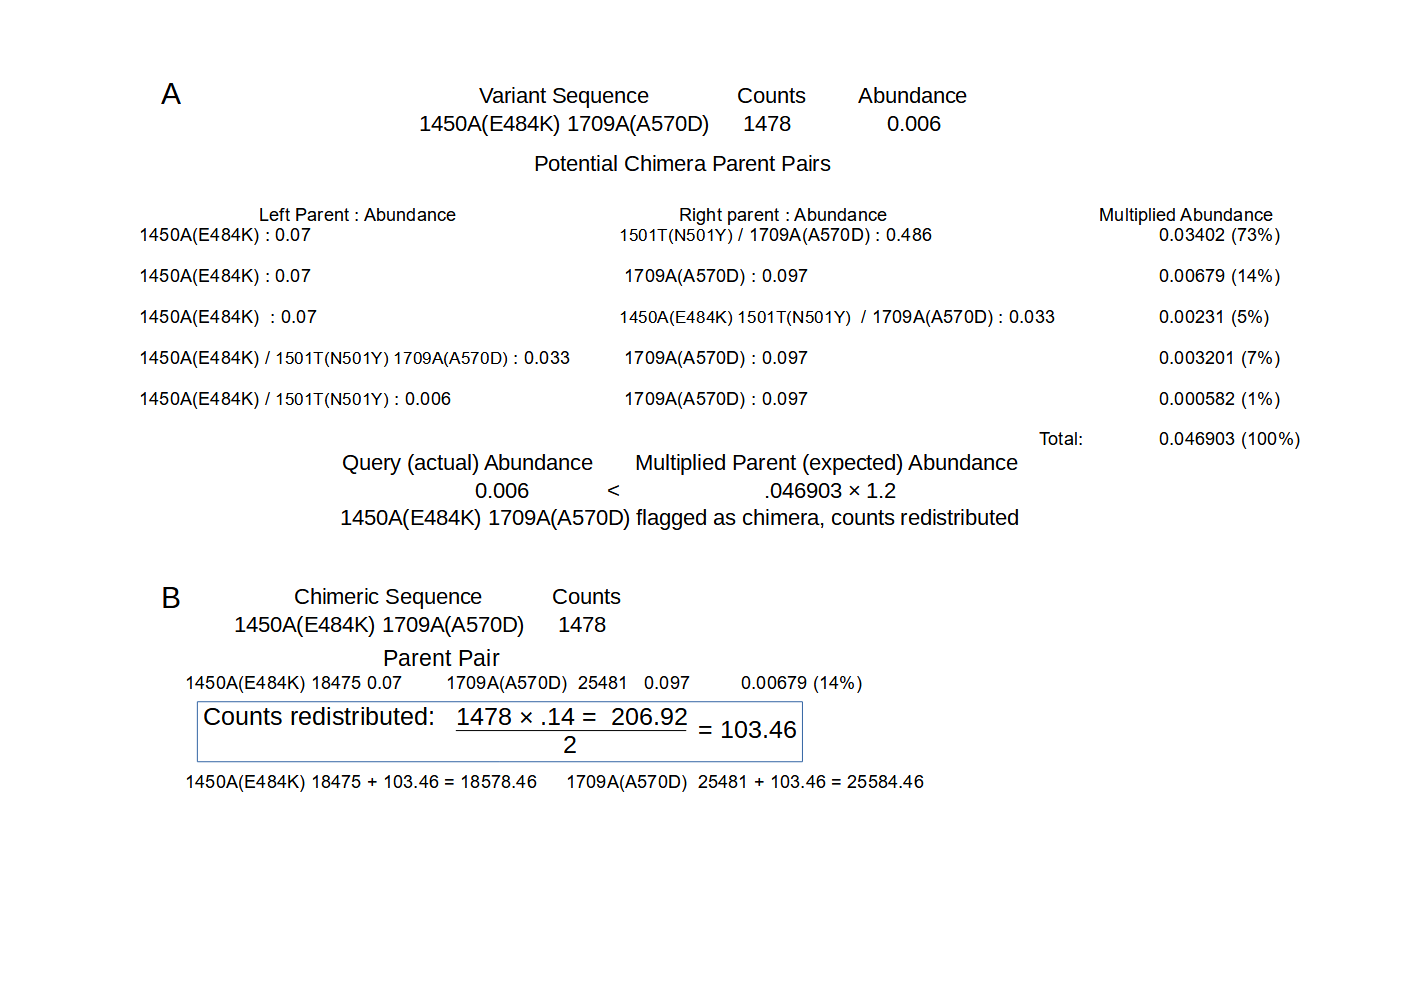 A
Variant Sequence Counts Abundance
1450A(E484K) 1709A(A570D) 1478 0.006
Potential Chimera Parent Pairs
Left Parent : Abundance Right parent : Abundance Multiplied Abundance
1450A(E484K) : 0.07 1501T(N501Y) / 1709A(A570D) : 0.486 0.03402 (73%)
1450A(E484K) : 0.07 1709A(A570D) : 0.097 0.00679 (14%)
1450A(E484K) : 0.07 1450A(E484K) 1501T(N501Y) / 1709A(A570D) : 0.033 0.00231 (5%)
1450A(E484K) / 1501T(N501Y) 1709A(A570D) : 0.033 1709A(A570D) : 0.097 0.003201 (7%)
1450A(E484K) / 1501T(N501Y) : 0.006 1709A(A570D) : 0.097 0.000582 (1%)
Total: 0.046903 (100%)
Query (actual) Abundance Multiplied Parent (expected) Abundance
0.006 < .046903 × 1.2
1450A(E484K) 1709A(A570D) flagged as chimera, counts redistributed
B
Chimeric Sequence Counts
1450A(E484K) 1709A(A570D) 1478
Parent Pair
1450A(E484K) 18475 0.07 1709A(A570D) 25481 0.097 0.00679 (14%)
Counts redistributed: 1478 × .14 = 206.92
2
= 103.46
1450A(E484K) 18475 + 103.46 = 18578.46 1709A(A570D) 25481 + 103.46 = 25584.46